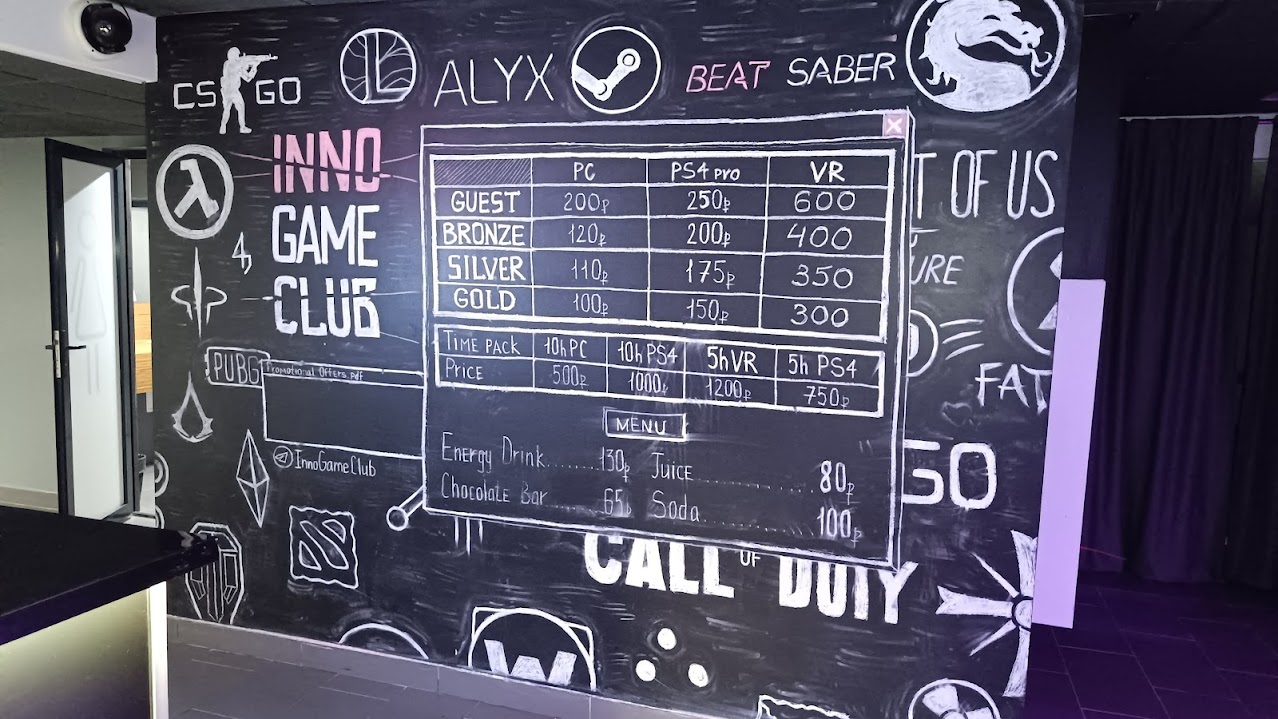 CS GO
ALYX
BEAT SABER
INNO
GAME
CLUB
PC PS4 PRO VR
GUEST 200₽ 250₽ 600
BRONZE 120₽ 200₽ 400
SILVER 110₽ 175₽ 350
GOLD 100₽ 150₽ 300
TIME PACK 10h PC 10h PS4 5h VR 5h PS4
PRICE 500₽ 1000₽ 1200₽ 750₽
MENU
ENERGY DRINK.......130₽ JUICE..............80₽
CHOCOLATE BAR......65₽ Soda..............100₽
T OF US
URE
PUBG
Promotional Offers.pdf
InnoGameClub
FAT
GO
CALL OF DUTY
W